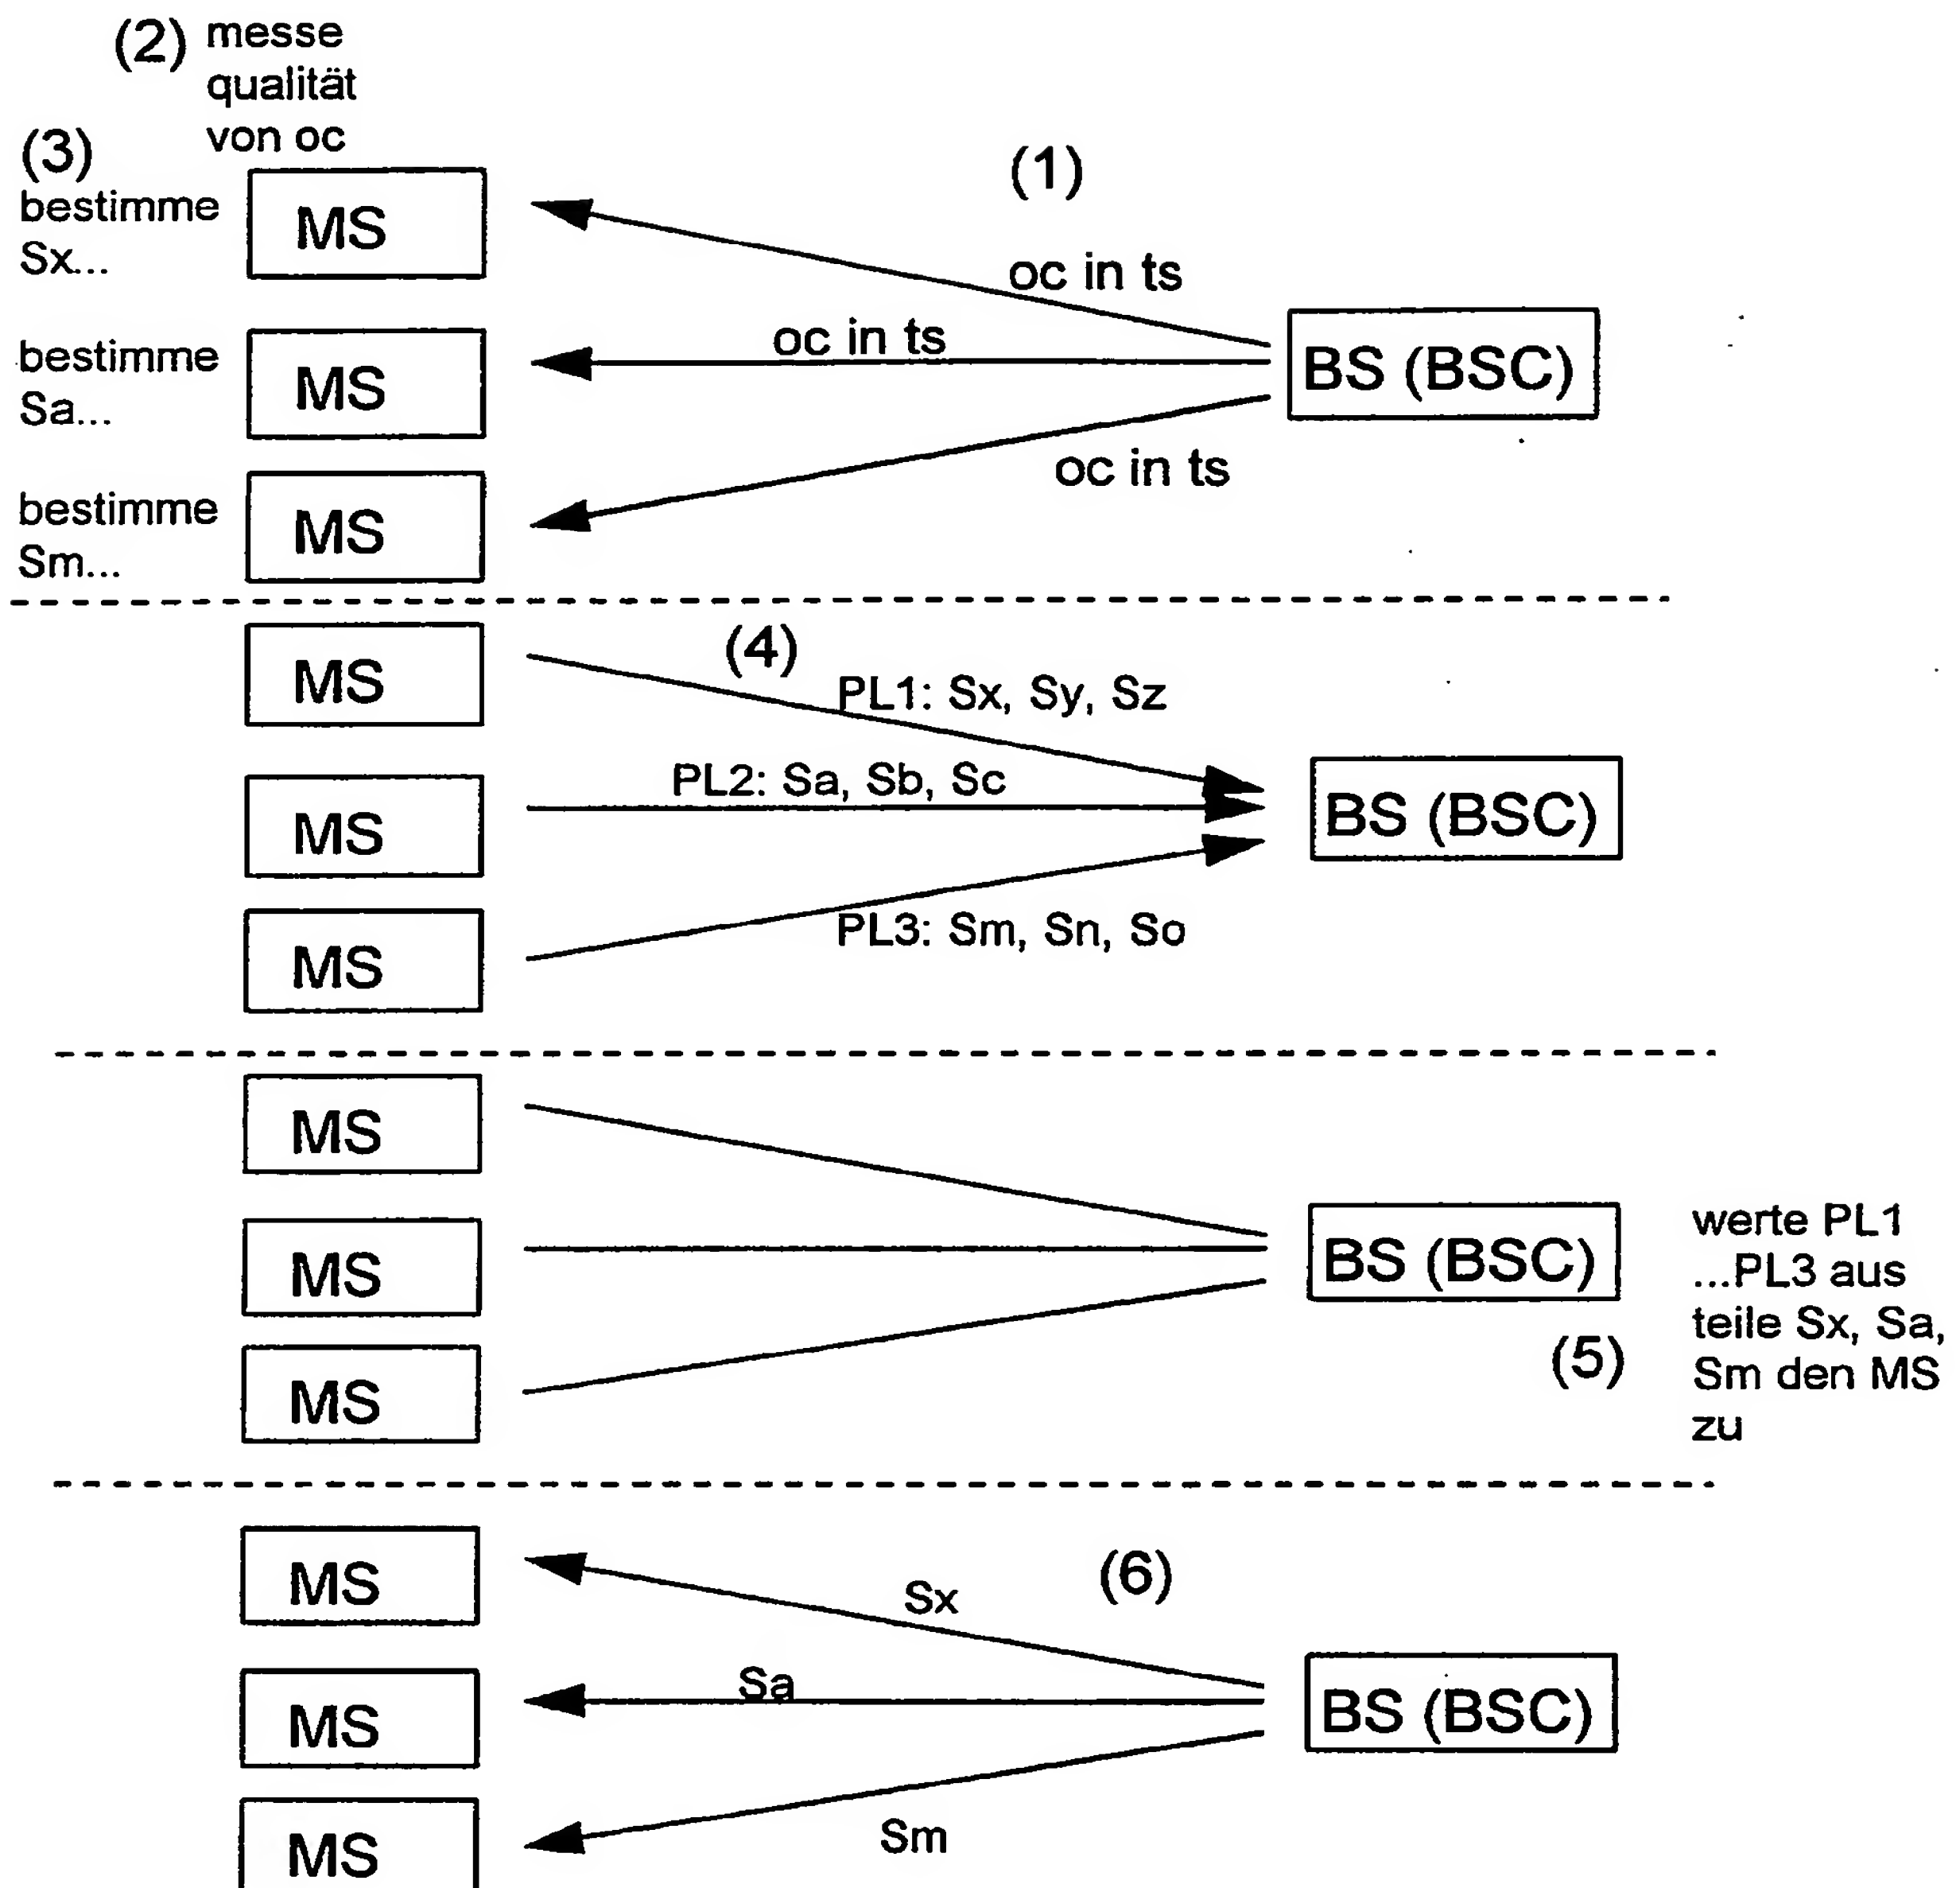 (2) messe
qualität
von oc
(3)
bestimme
Sx...
MS
(1)
oc in ts
bestimme
Sa...
MS
oc in ts
BS (BSC)
bestimme
Sm...
MS
oc in ts
MS
(4)
PL1: Sx, Sy, Sz
MS
PL2: Sa, Sb, Sc
BS (BSC)
MS
PL3: Sm, Sn, So
MS
MS
BS (BSC)
MS
(5)
werte PL1
...PL3 aus
teile Sx, Sa,
Sm den MS
zu
MS
Sx
(6)
MS
Sa
BS (BSC)
MS
Sm